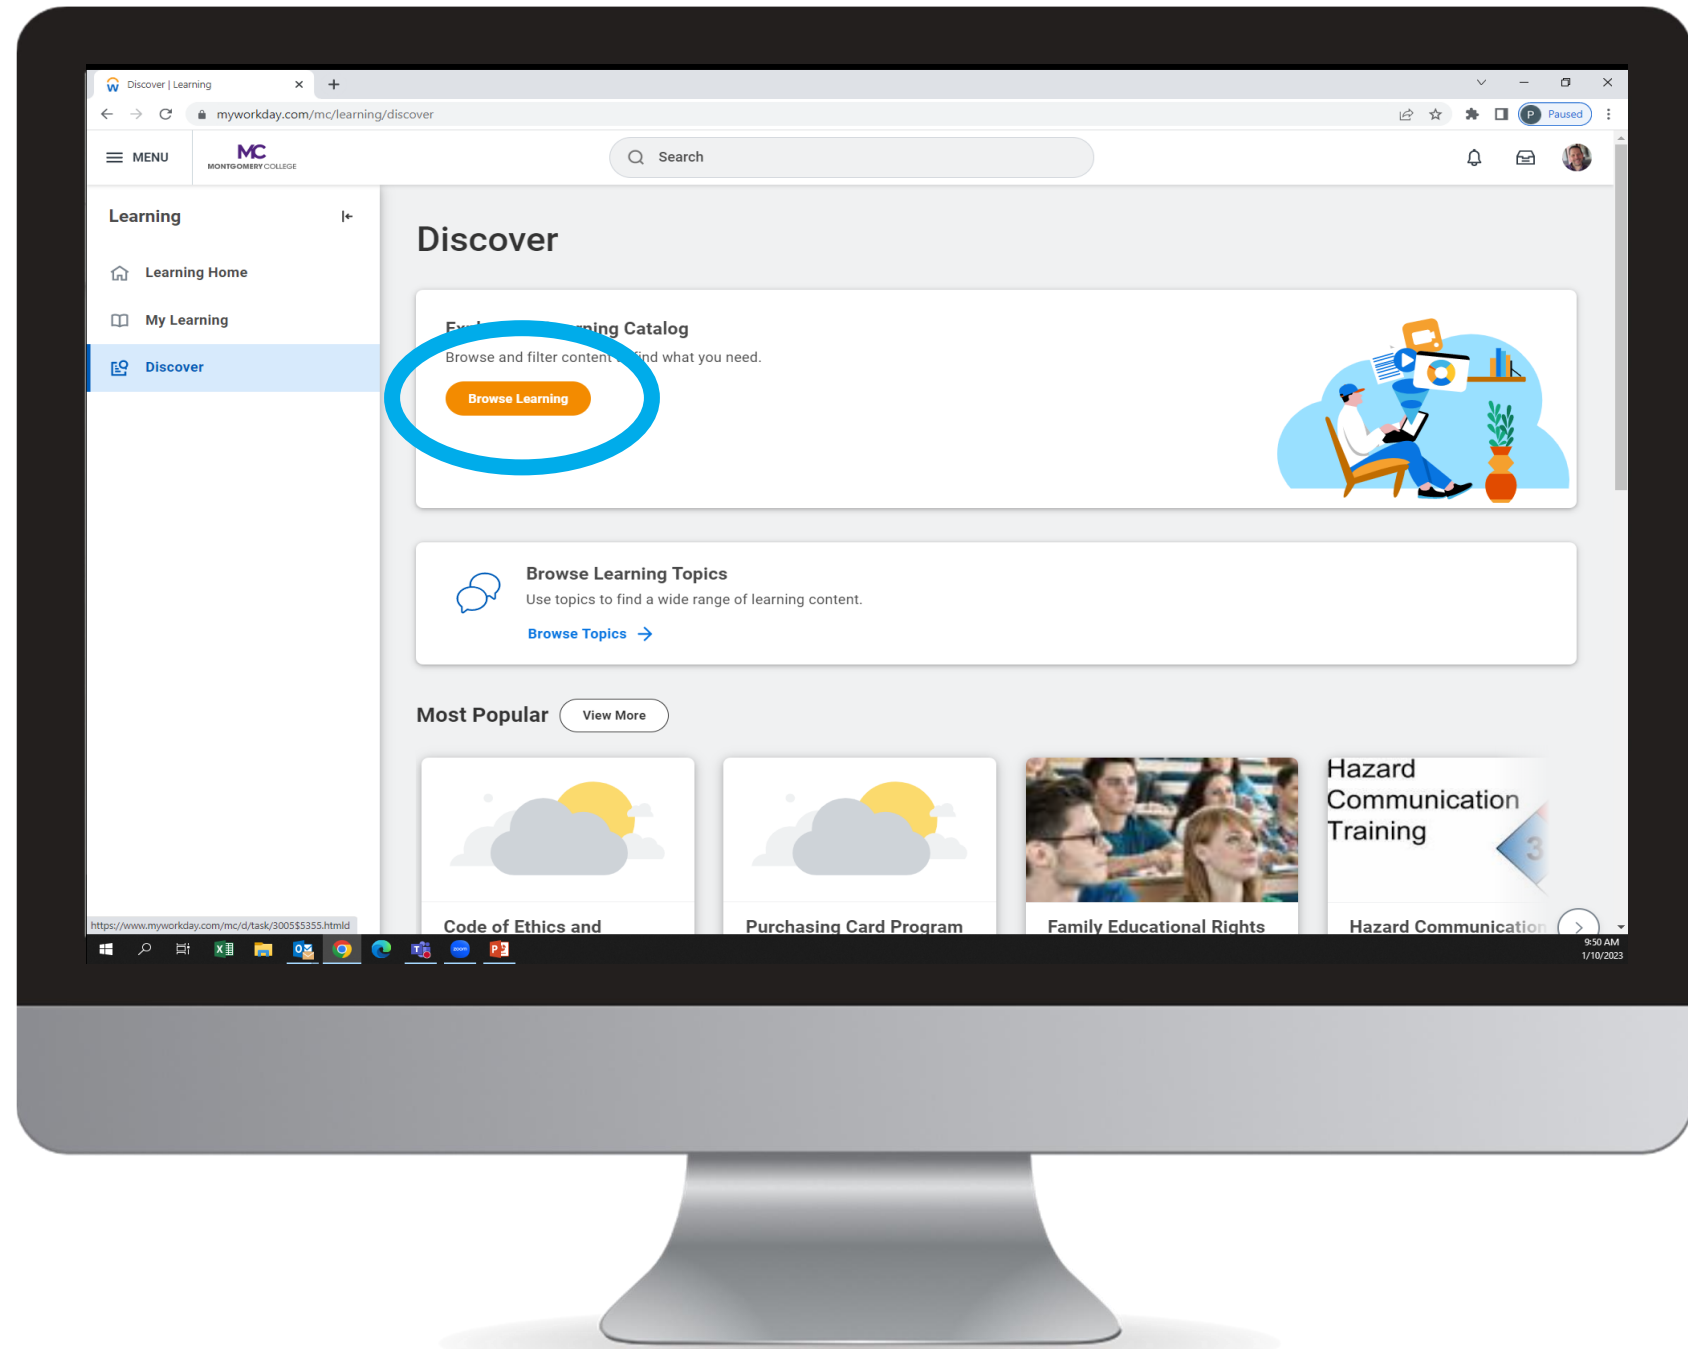 Discover | Learning
myworkday.com/mc/learning/discover
Paused
MENU
MC
MONTGOMERY COLLEGE
Search
Learning
Learning Home
My Learning
Discover
Discover
Catalog
Browse and filter content find what you need.
Browse Learning
Browse Learning Topics
Use topics to find a wide range of learning content.
Browse Topics
Most Popular
View More
Hazard
Communication
Training
3
Code of Ethics and
Purchasing Card Program
Family Educational Rights
Hazard Communication
https://www.myworkday.com/mc/d/task/3005$5355.htmld
zoom
9:50 AM
1/10/2023